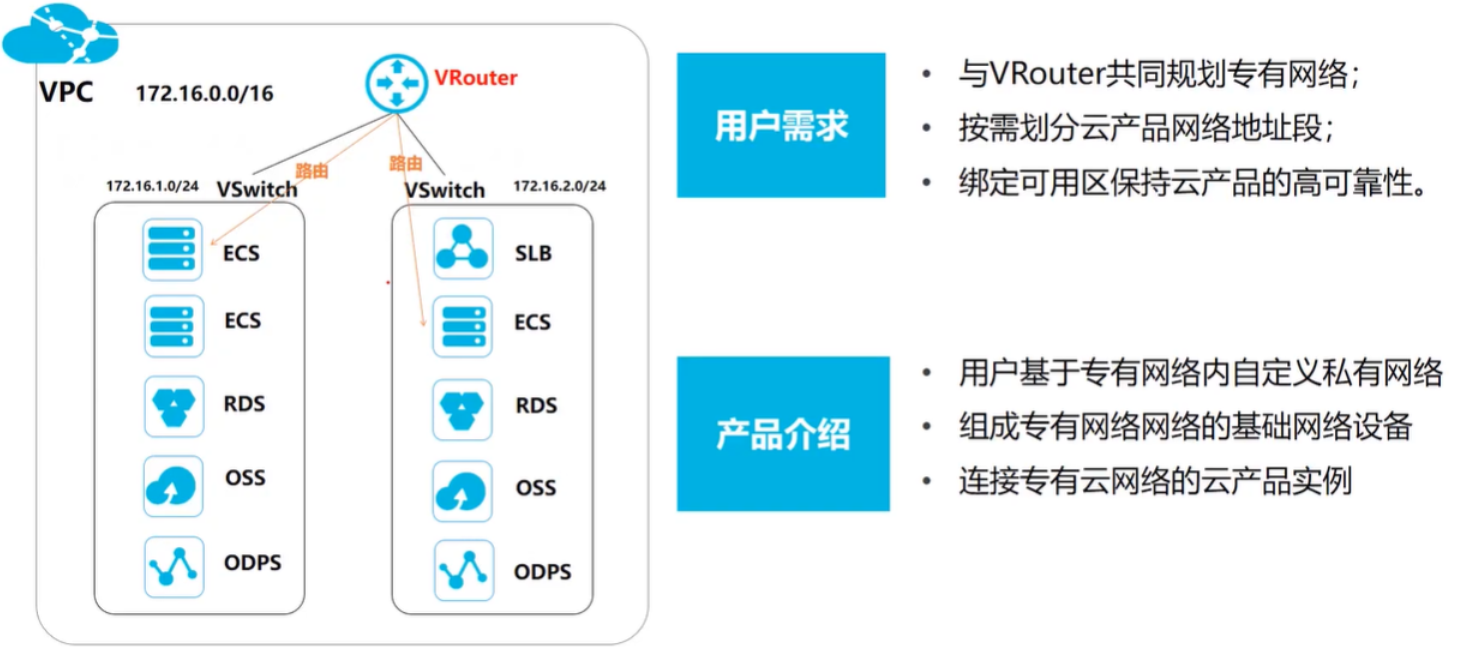 VPC
172.16.0.0/16
VRouter
路由
路由
172.16.1.0/24
VSwitch
VSwitch
172.16.2.0/24
ECS
ECS
RDS
OSS
ODPS
SLB
ECS
RDS
OSS
ODPS
用户需求
• 与VRouter共同规划专有网络；
• 按需划分云产品网络地址段；
• 绑定可用区保持云产品的高可靠性。
产品介绍
• 用户基于专有网络内自定义私有网络
• 组成专有网络网络的基础网络设备
• 连接专有云网络的云产品实例